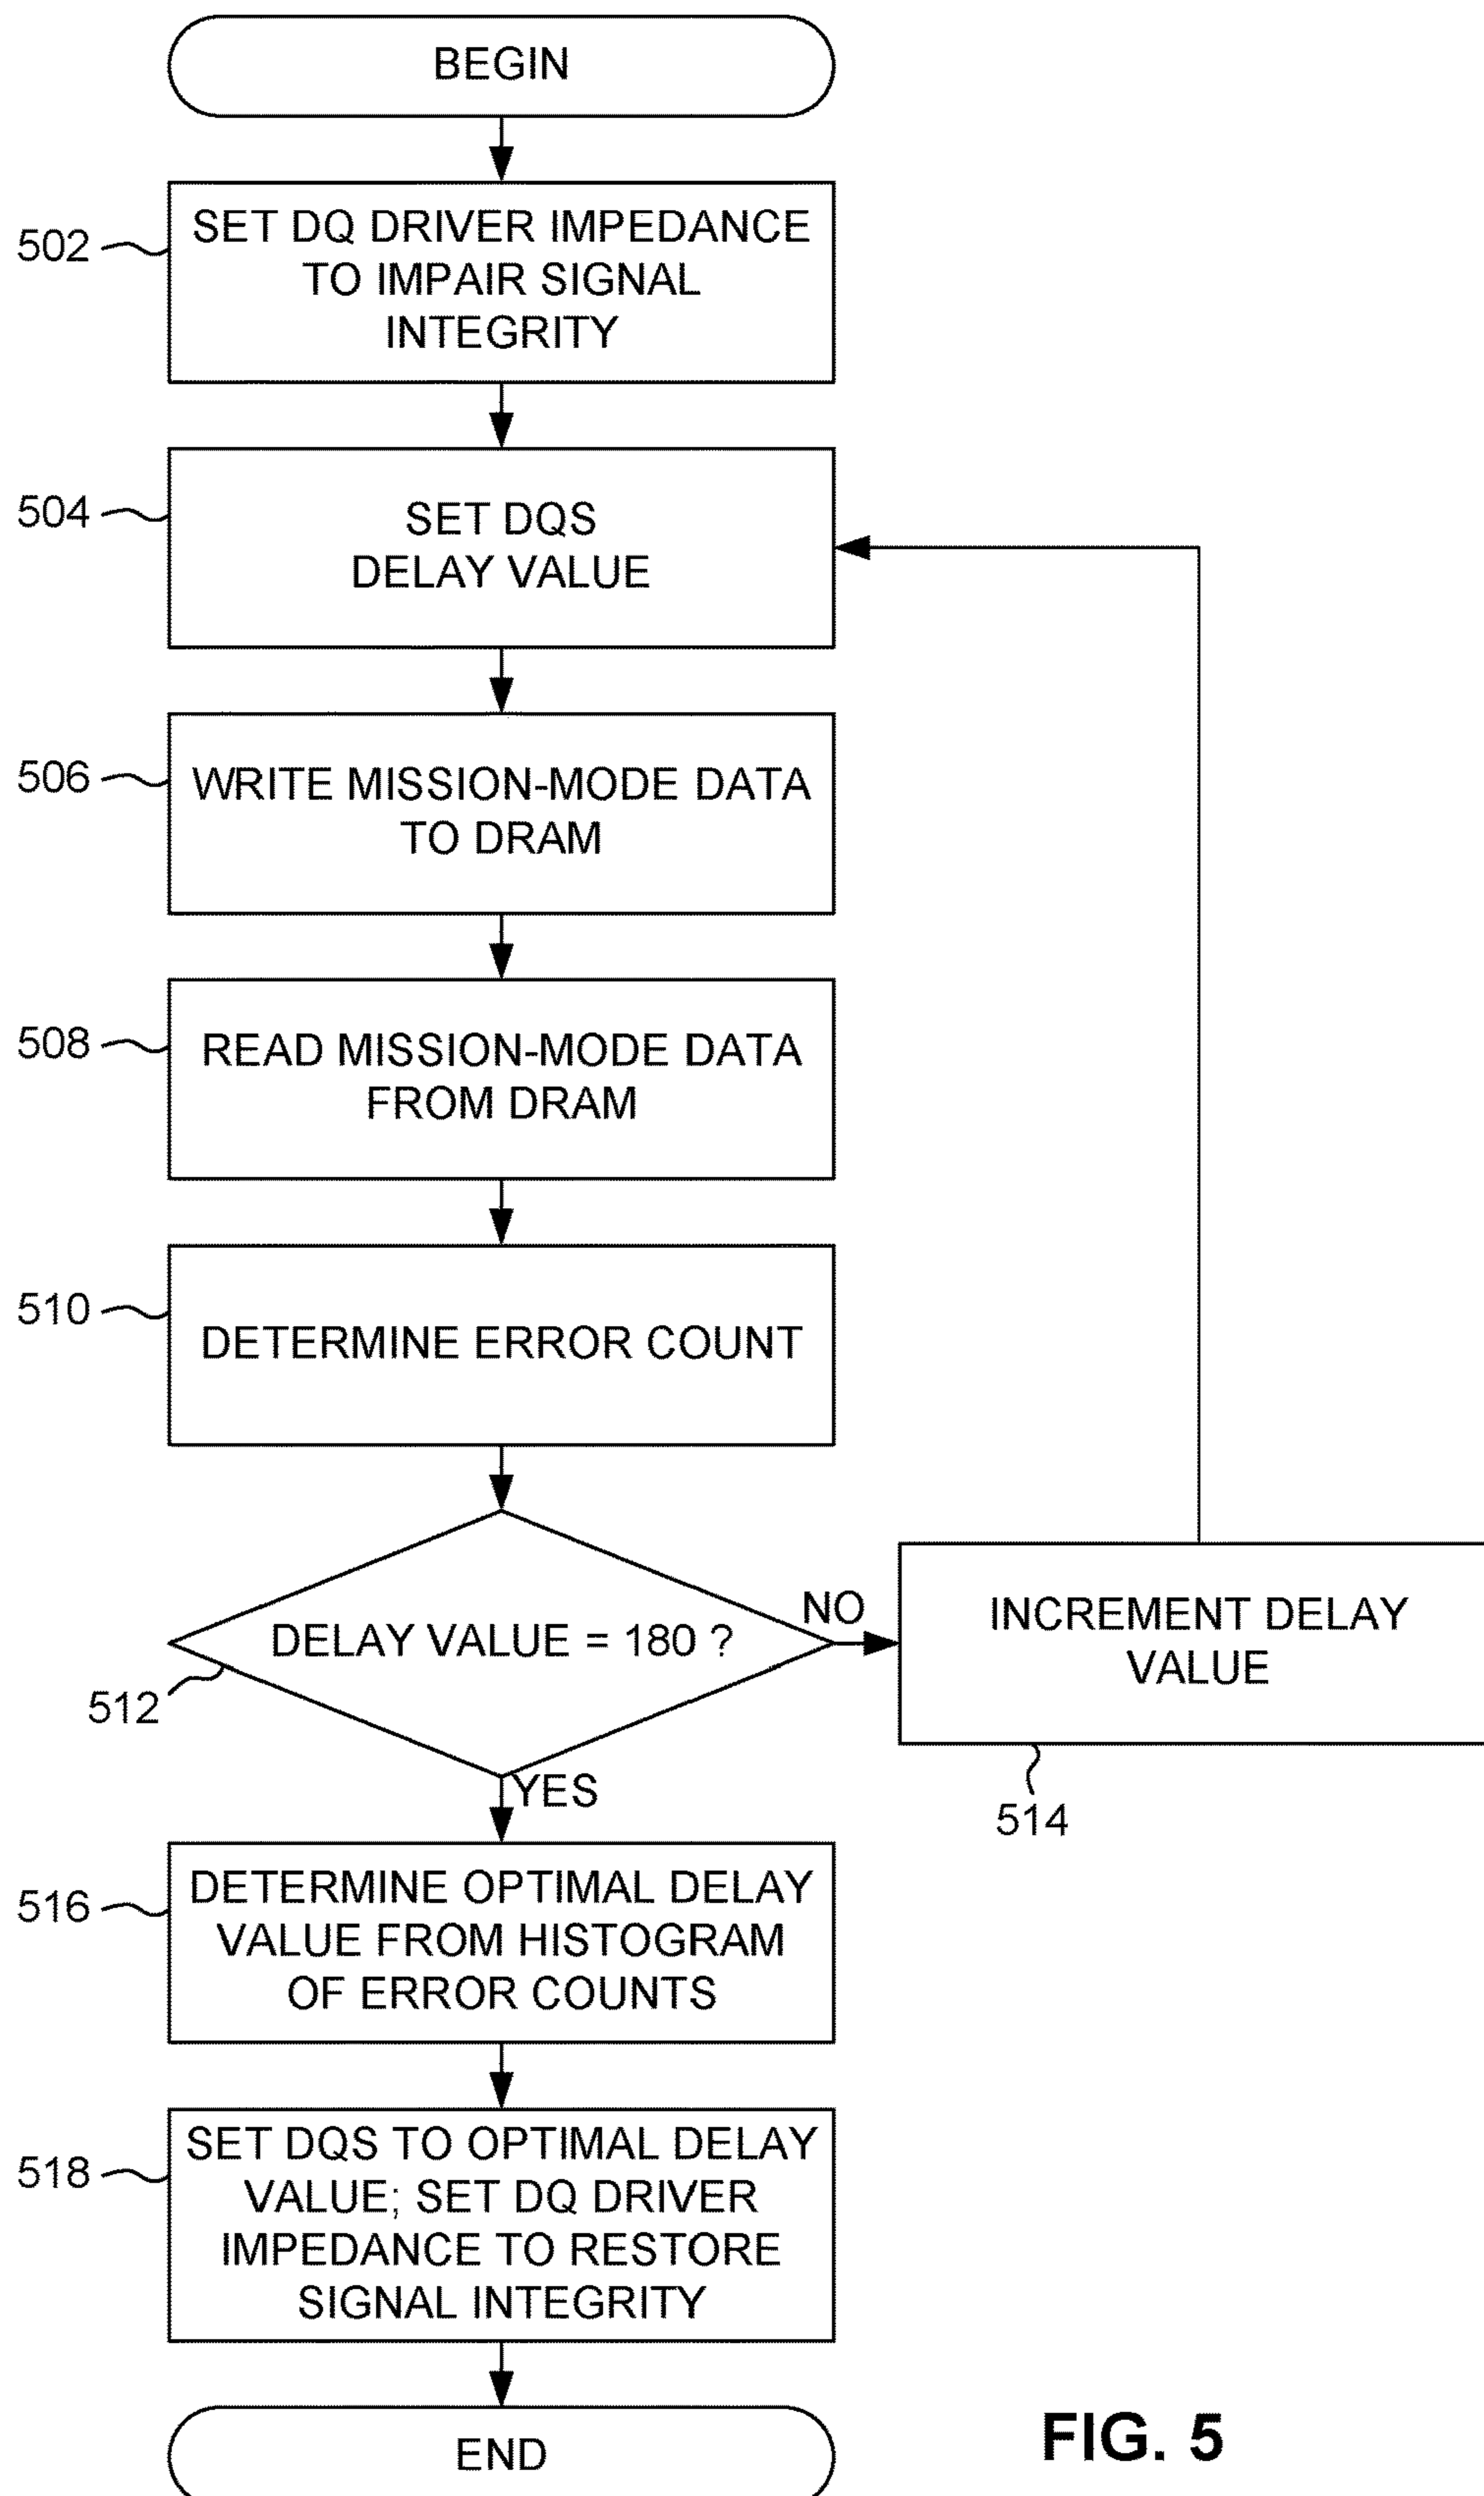 BEGIN
502
SET DQ DRIVER IMPEDANCE
TO IMPAIR SIGNAL
INTEGRITY
504
SET DQS
DELAY VALUE
506
WRITE MISSION-MODE DATA
TO DRAM
508
READ MISSION-MODE DATA
FROM DRAM
510
DETERMINE ERROR COUNT
DELAY VALUE = 180 ?
NO
512
INCREMENT DELAY
VALUE
514
YES
516
DETERMINE OPTIMAL DELAY
VALUE FROM HISTOGRAM
OF ERROR COUNTS
518
SET DQS TO OPTIMAL DELAY
VALUE; SET DQ DRIVER
IMPEDANCE TO RESTORE
SIGNAL INTEGRITY
END
FIG. 5